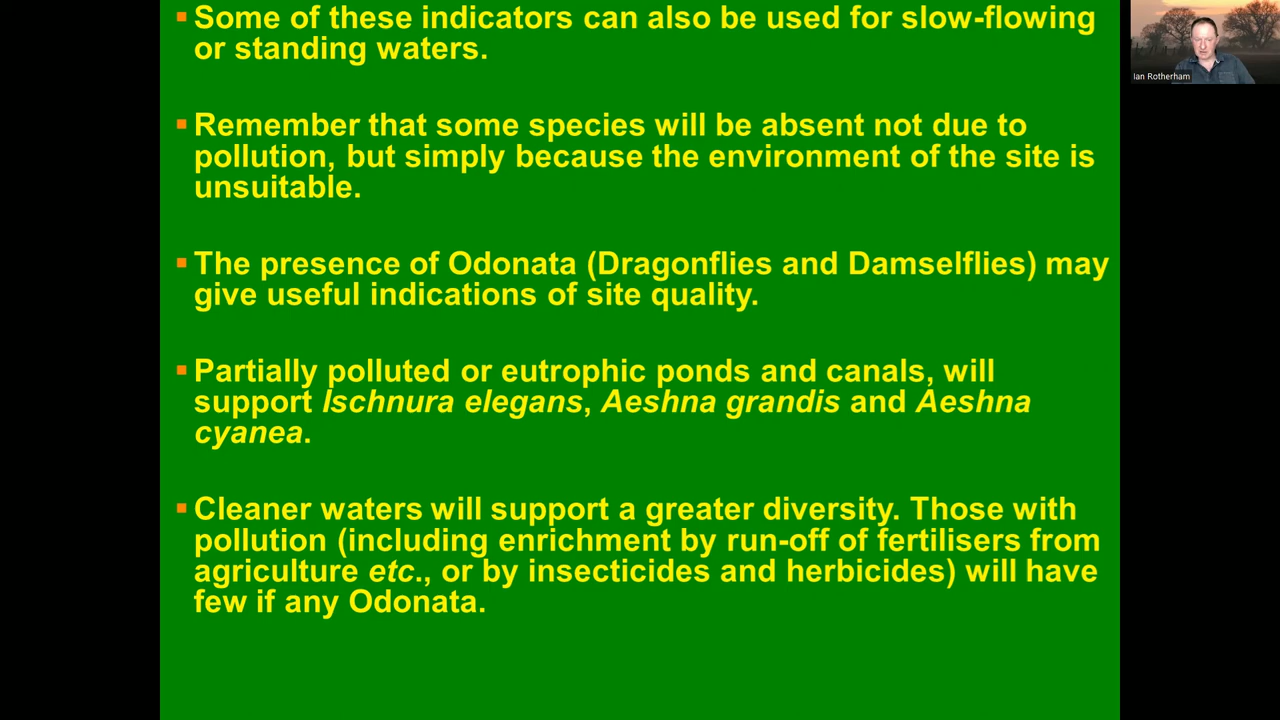 Some of these indicators can also be used for slow-flowing
or standing waters.
Remember that some species will be absent not due to
pollution, but simply because the environment of the site is
unsuitable.
The presence of Odonata (Dragonflies and Damselflies) may
give useful indications of site quality.
Partially polluted or eutrophic ponds and canals, will
support Ischnura elegans, Aeshna grandis and Aeshna
cyanea.
Cleaner waters will support a greater diversity. Those with
pollution (including enrichment by run-off of fertilisers from
agriculture etc., or by insecticides and herbicides) will have
few if any Odonata.
Ian Rotherham